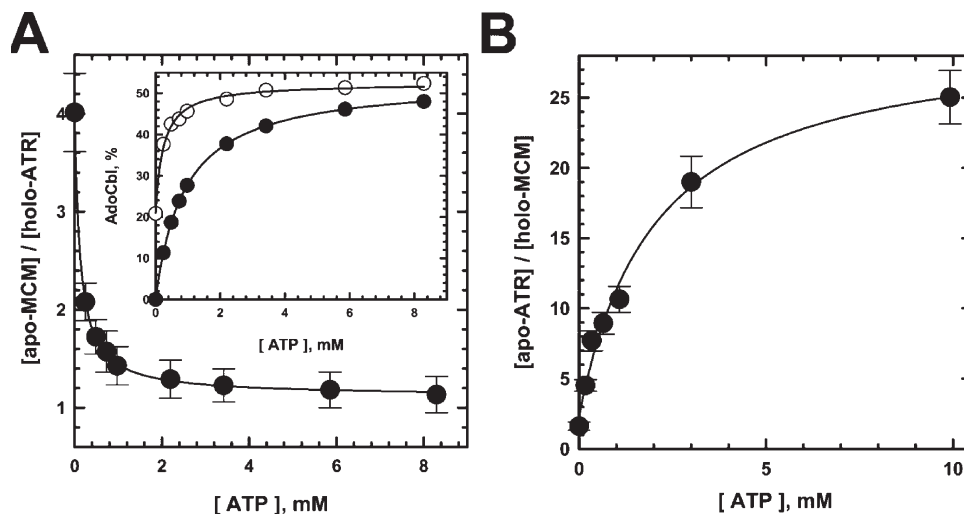 A
[apo-MCM] / [holo-ATR]
4
3
2
1
0 2 4 6 8
[ ATP ], mM
AdoCbl, %
50
40
30
20
10
0
0 2 4 6 8
[ ATP ], mM
B
[apo-ATR] / [holo-MCM]
25
20
15
10
5
0
0 5 10
[ ATP ], mM